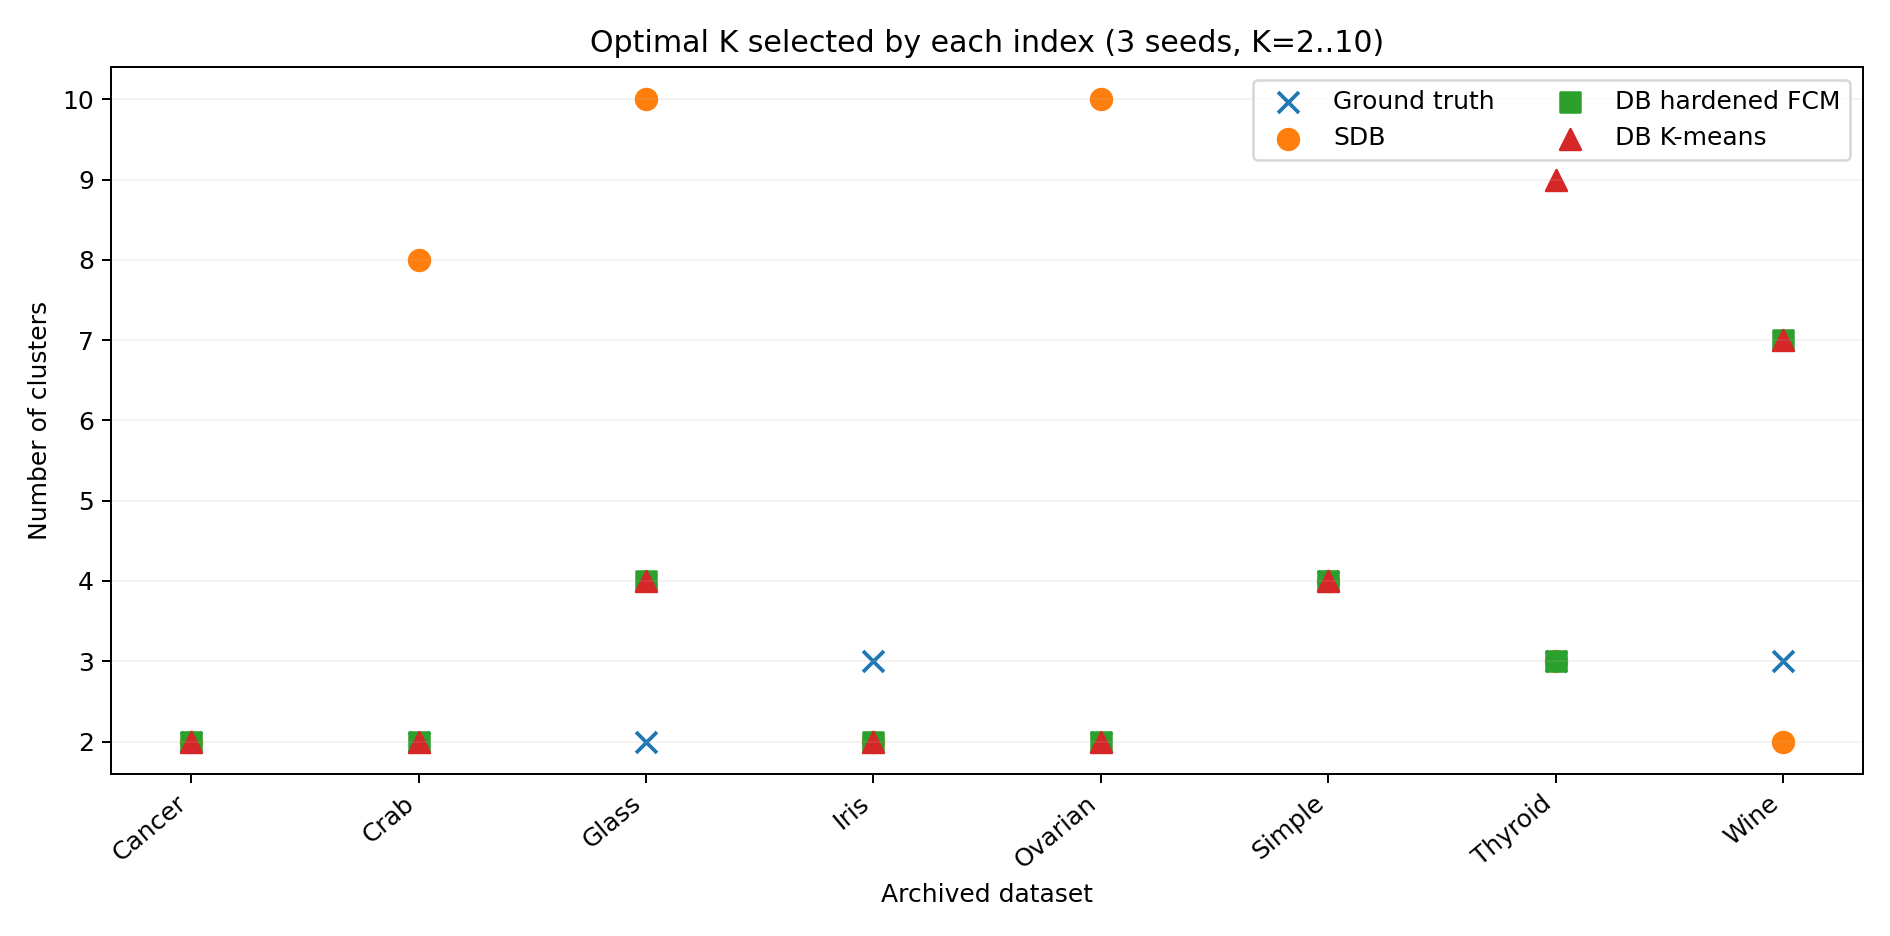 Optimal K selected by each index (3 seeds, K=2..10)
Ground truth
SDB
DB hardened FCM
DB K-means
Number of clusters
10
9
8
7
6
5
4
3
2
Cancer
Crab
Glass
Iris
Ovarian
Simple
Thyroid
Wine
Archived dataset